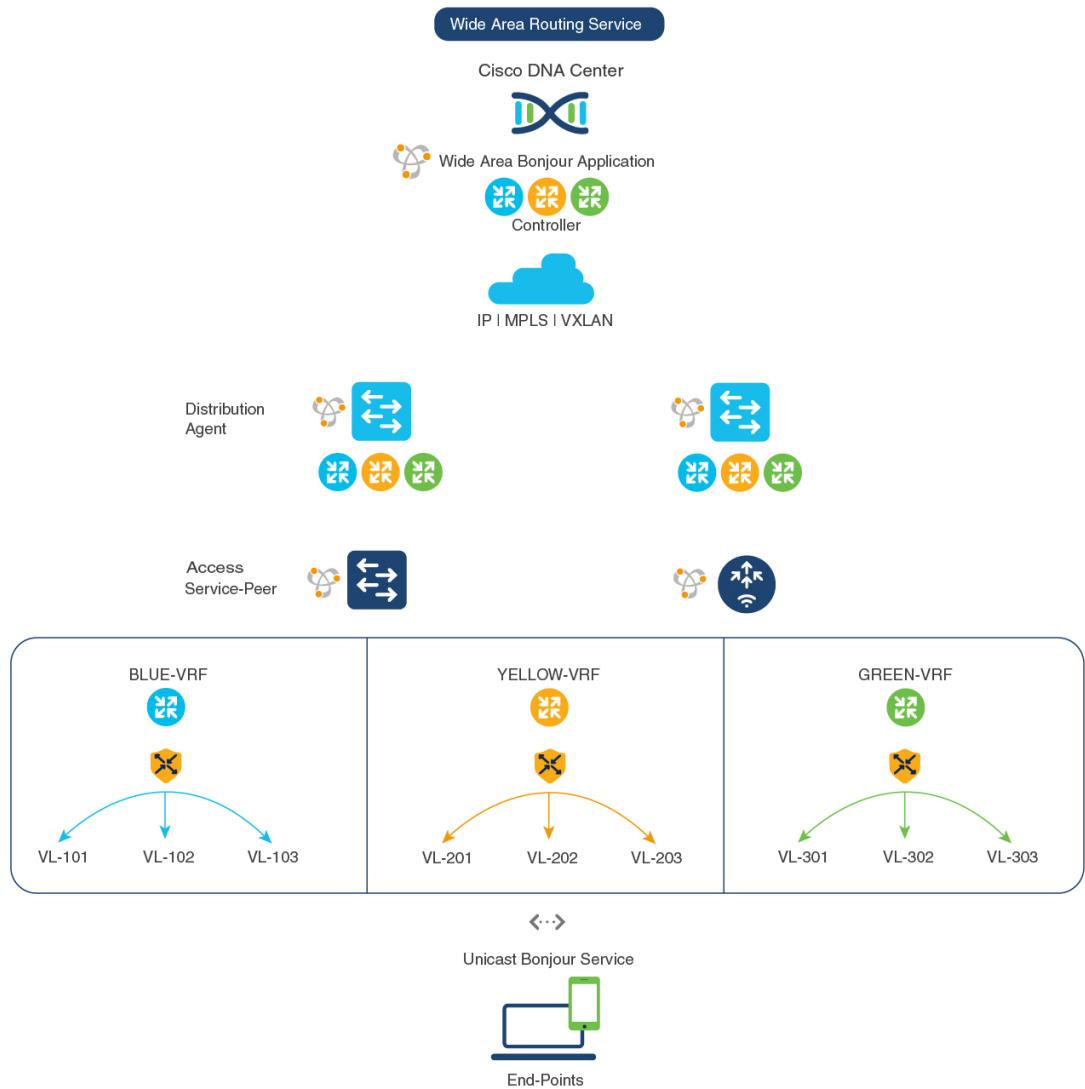 Wide Area Routing Service
Cisco DNA Center
Wide Area Bonjour Application
Controller
IP | MPLS | VXLAN
Distribution
Agent
Access
Service-Peer
BLUE-VRF
YELLOW-VRF
GREEN-VRF
VL-101
VL-102
VL-103
VL-201
VL-202
VL-203
VL-301
VL-302
VL-303
Unicast Bonjour Service
End-Points